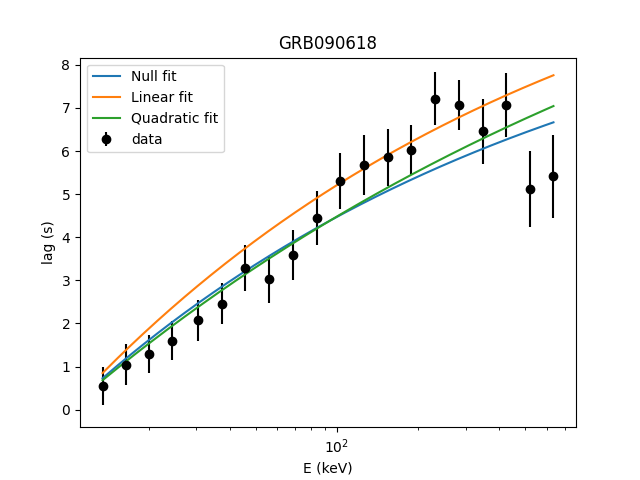 GRB090618
Null fit
Linear fit
Quadratic fit
data
8
7
6
5
4
3
2
1
0
lag (s)
10²
E (keV)